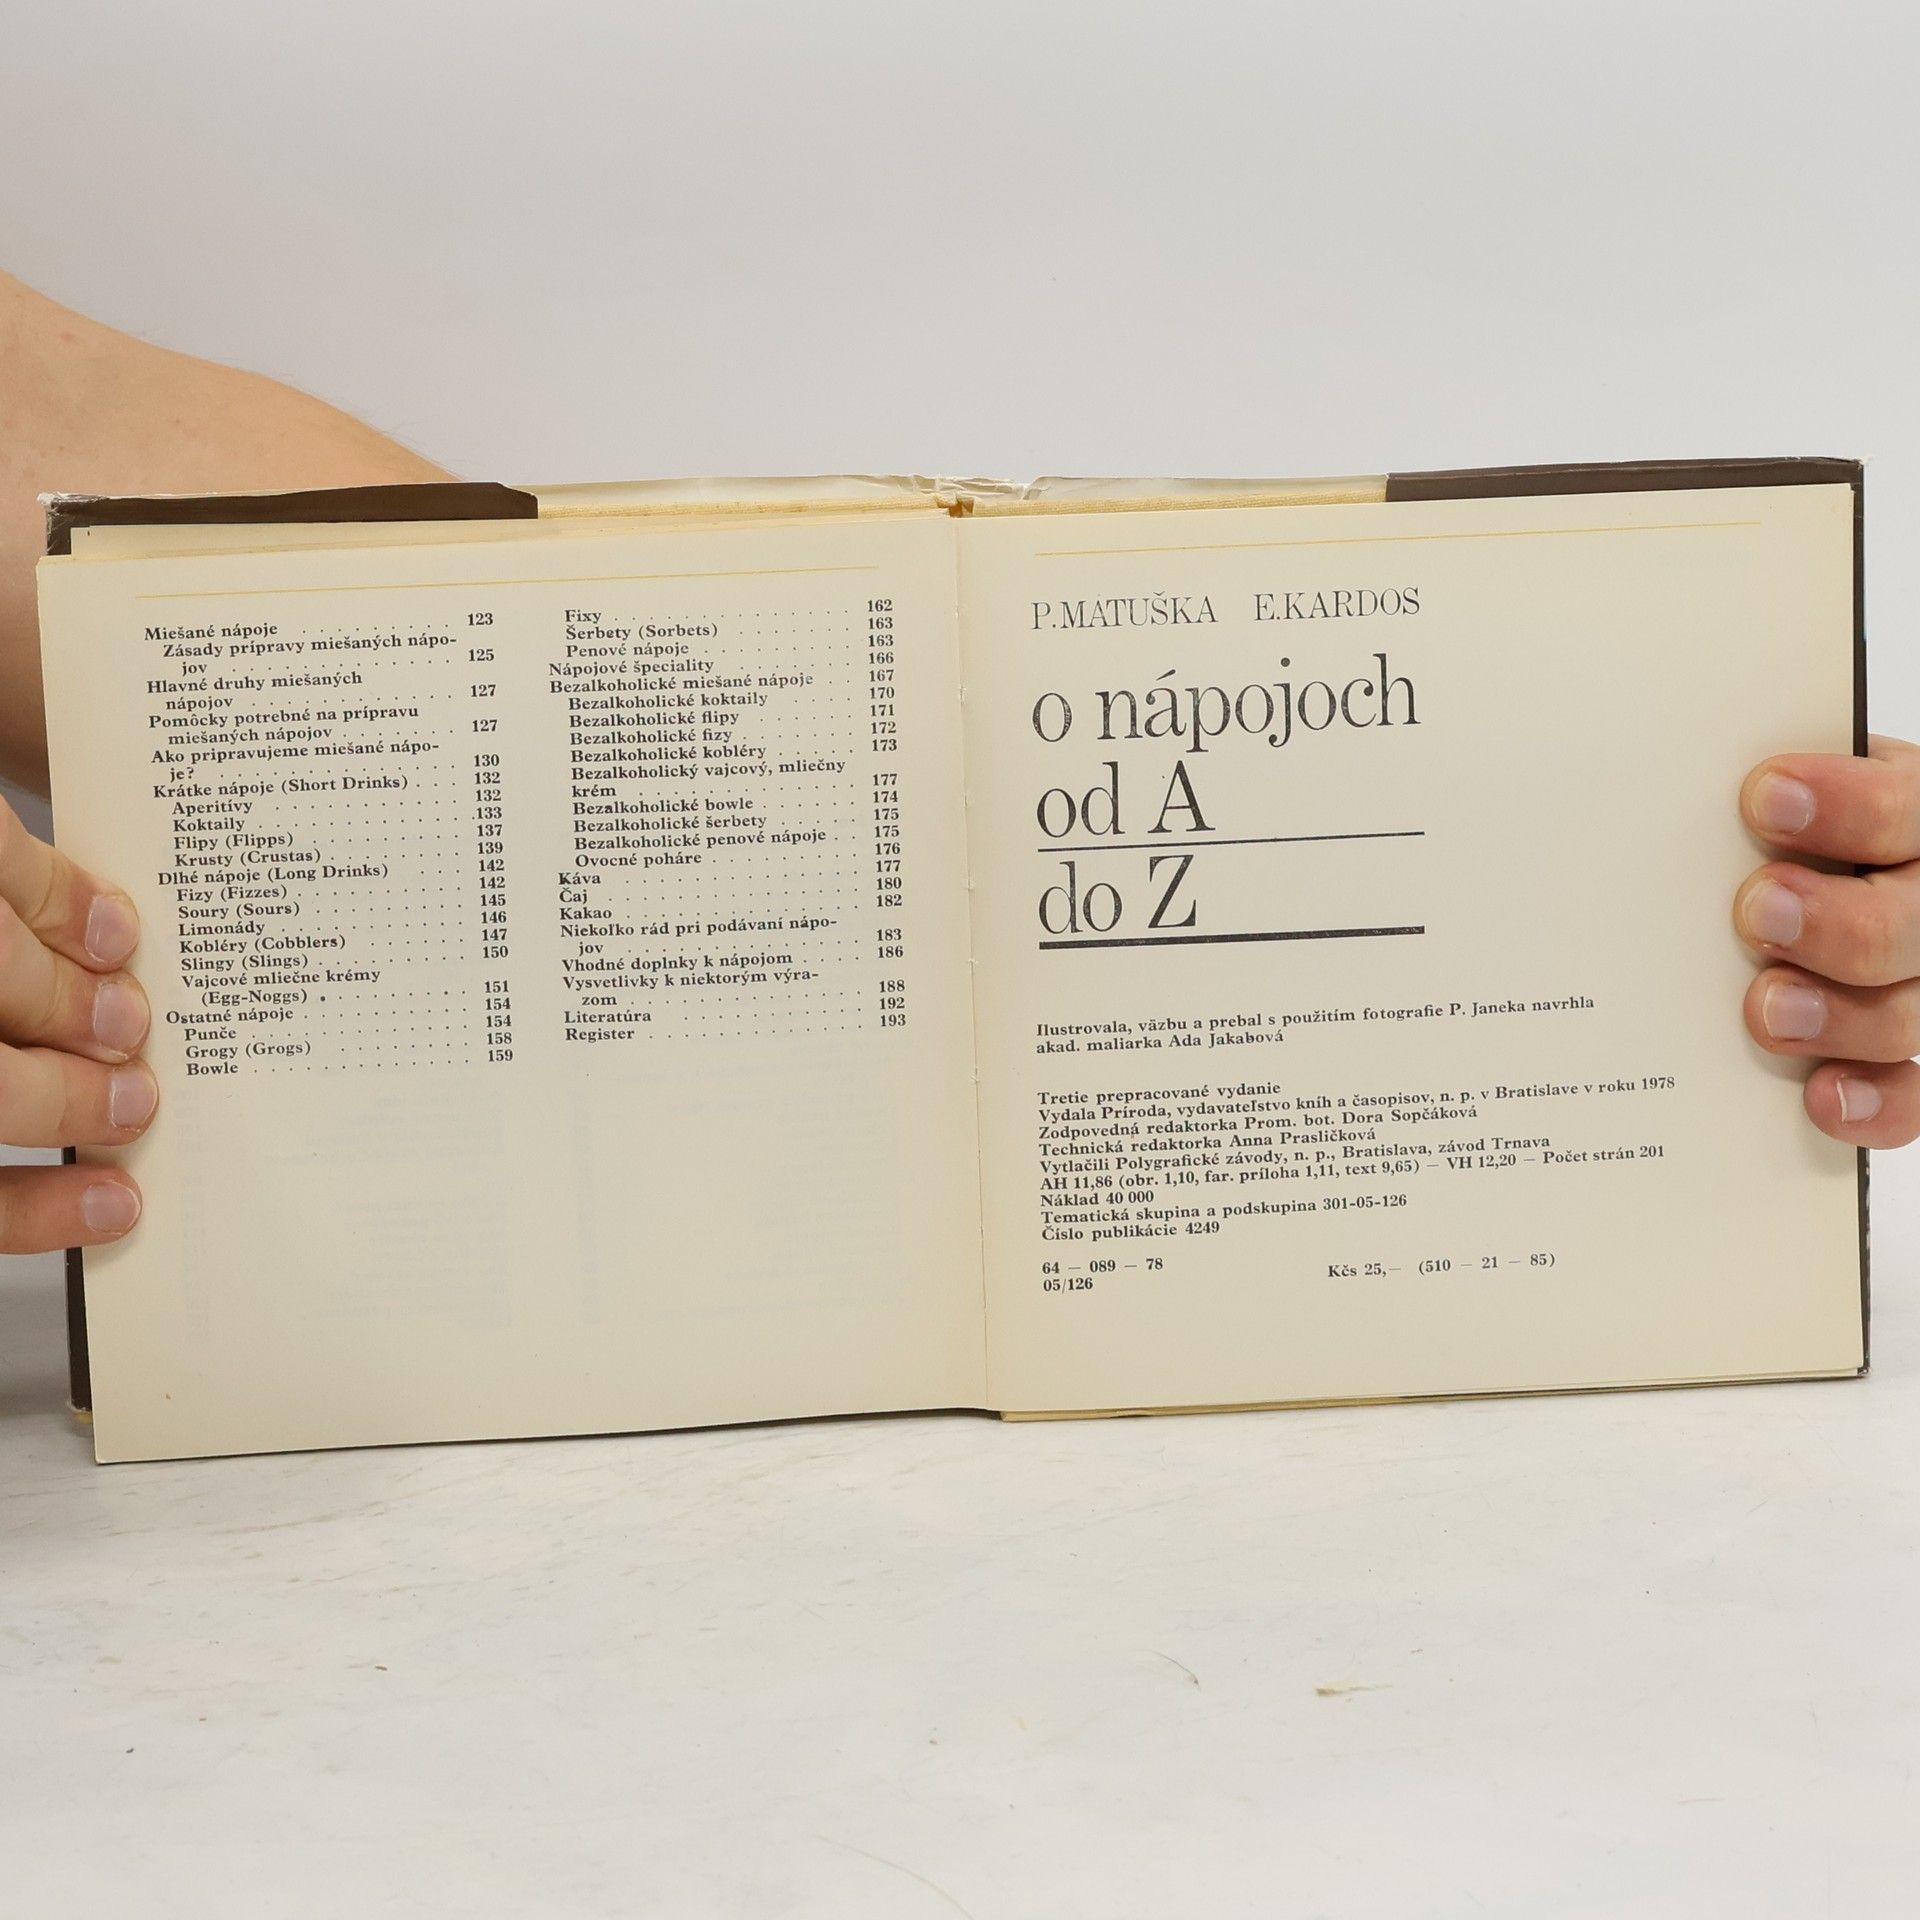 Miešané nápoje . . . . . . . . . 123
Zásady prípravy miešaných nápo-
jov . . . . . . . . . . . . . 125
Hlavné druhy miešaných
nápojov . . . . . . . . . . . 127
Pomôcky potrebné na prípravu
miešaných nápojov . . . . . . . 127
Ako pripravujeme miešané nápo-
je? . . . . . . . . . . . . . 130
Krátke nápoje (Short Drinks) . . . 132
Aperitívy . . . . . . . . . . . 132
Koktaily . . . . . . . . . . . .133
Flipy (Flipps) . . . . . . . . . 137
Krusty (Crustas) . . . . . . . . 139
Dlhé nápoje (Long Drinks) . . . 142
Fizy (Fizzes) . . . . . . . . . . 142
Soury (Sours) . . . . . . . . . 145
Limonády . . . . . . . . . . . 146
Kobléry (Cobblers) . . . . . . 147
Slingy (Slings) . . . . . . . . . 150
Vajcové mliečne krémy
(Egg-Noggs) . . . . . . . . . 151
Ostatné nápoje . . . . . . . . . . 154
Punče . . . . . . . . . . . . . 154
Grogy (Grogs) . . . . . . . . 158
Bowle . . . . . . . . . . . . . 159
Fixy . . . . . . . . . . . . . . 162
Šerbety (Sorbets) . . . . . . . 163
Penové nápoje . . . . . . . . . 163
Nápojové špeciality . . . . . . . 166
Bezalkoholické miešané nápoje . . 167
Bezalkoholické koktaily . . . . 170
Bezalkoholické flipy . . . . . . 171
Bezalkoholické fizy . . . . . . . 172
Bezalkoholické kobléry . . . . . 173
Bezalkoholický vajcový, mliečny
krém . . . . . . . . . . . . . 177
Bezalkoholické bowle . . . . . . 174
Bezalkoholické šerbety . . . . . 175
Bezalkoholické penové nápoje . . 175
Ovocné poháre . . . . . . . . . 176
Káva . . . . . . . . . . . . . . 177
Čaj . . . . . . . . . . . . . . . 180
Kakao . . . . . . . . . . . . . . 182
Niekoľko rád pri podávaní nápo-
jov . . . . . . . . . . . . . . 183
Vhodné doplnky k nápojom . . . . 186
Vysvetlivky k niektorým výra-
zom . . . . . . . . . . . . . . 188
Literatúra . . . . . . . . . . . 192
Register . . . . . . . . . . . . . 193
P.MATUŠKA E.KARDOS
o nápojoch
od A
do Z
Ilustrovala, väzbu a prebal s použitím fotografie P. Janeka navrhla
akad. maliarka Ada Jakabová
Tretie prepracované vydanie
Vydala Príroda, vydavateľstvo kníh a časopisov, n. p. v Bratislave v roku 1978
Zodpovedná redaktorka Prom. bot. Dora Sopčáková
Technická redaktorka Anna Prasličková
Vytlačili Polygrafické závody, n. p., Bratislava, závod Trnava
AH 11,86 (obr. 1,10, far. príloha 1,11, text 9,65) — VH 12,20 — Počet strán 201
Náklad 40 000
Tematická skupina a podskupina 301-05-126
Číslo publikácie 4249
64 — 089 — 78
05/126
Kčs 25,— (510 — 21 — 85)